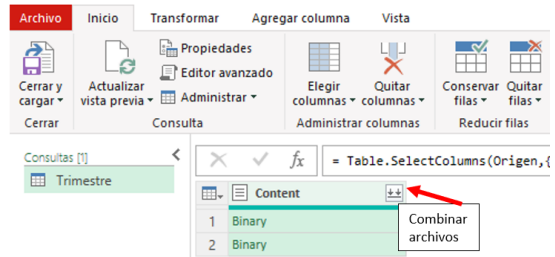 Archivo Inicio Transformar Agregar columna Vista
Cerrar y cargar
Actualizar vista previa
Propiedades
Editor avanzado
Administrar
Elegir columnas
Quitar columnas
Conservar filas
Quitar filas
Cerrar Consulta Administrar columnas Reducir filas
Consultas [1]
Trimestre
fx = Table.SelectColumns(Origen,{
Content
1 Binary
2 Binary
Combinar
archivos